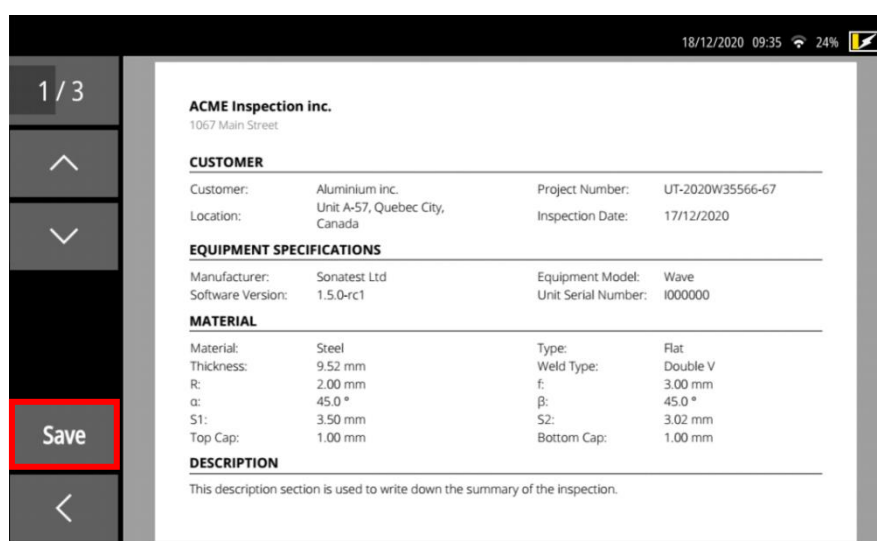 18/12/2020 09:35 24%
1 / 3
Save
ACME Inspection inc.
1067 Main Street
CUSTOMER
Customer: Aluminium inc. Project Number: UT-2020W35566-67
Location: Unit A-57, Quebec City, Canada Inspection Date: 17/12/2020
EQUIPMENT SPECIFICATIONS
Manufacturer: Sonatest Ltd Equipment Model: Wave
Software Version: 1.5.0-rc1 Unit Serial Number: I000000
MATERIAL
Material: Steel Type: Flat
Thickness: 9.52 mm Weld Type: Double V
R: 2.00 mm f: 3.00 mm
α: 45.0 ° β: 45.0 °
S1: 3.50 mm S2: 3.02 mm
Top Cap: 1.00 mm Bottom Cap: 1.00 mm
DESCRIPTION
This description section is used to write down the summary of the inspection.